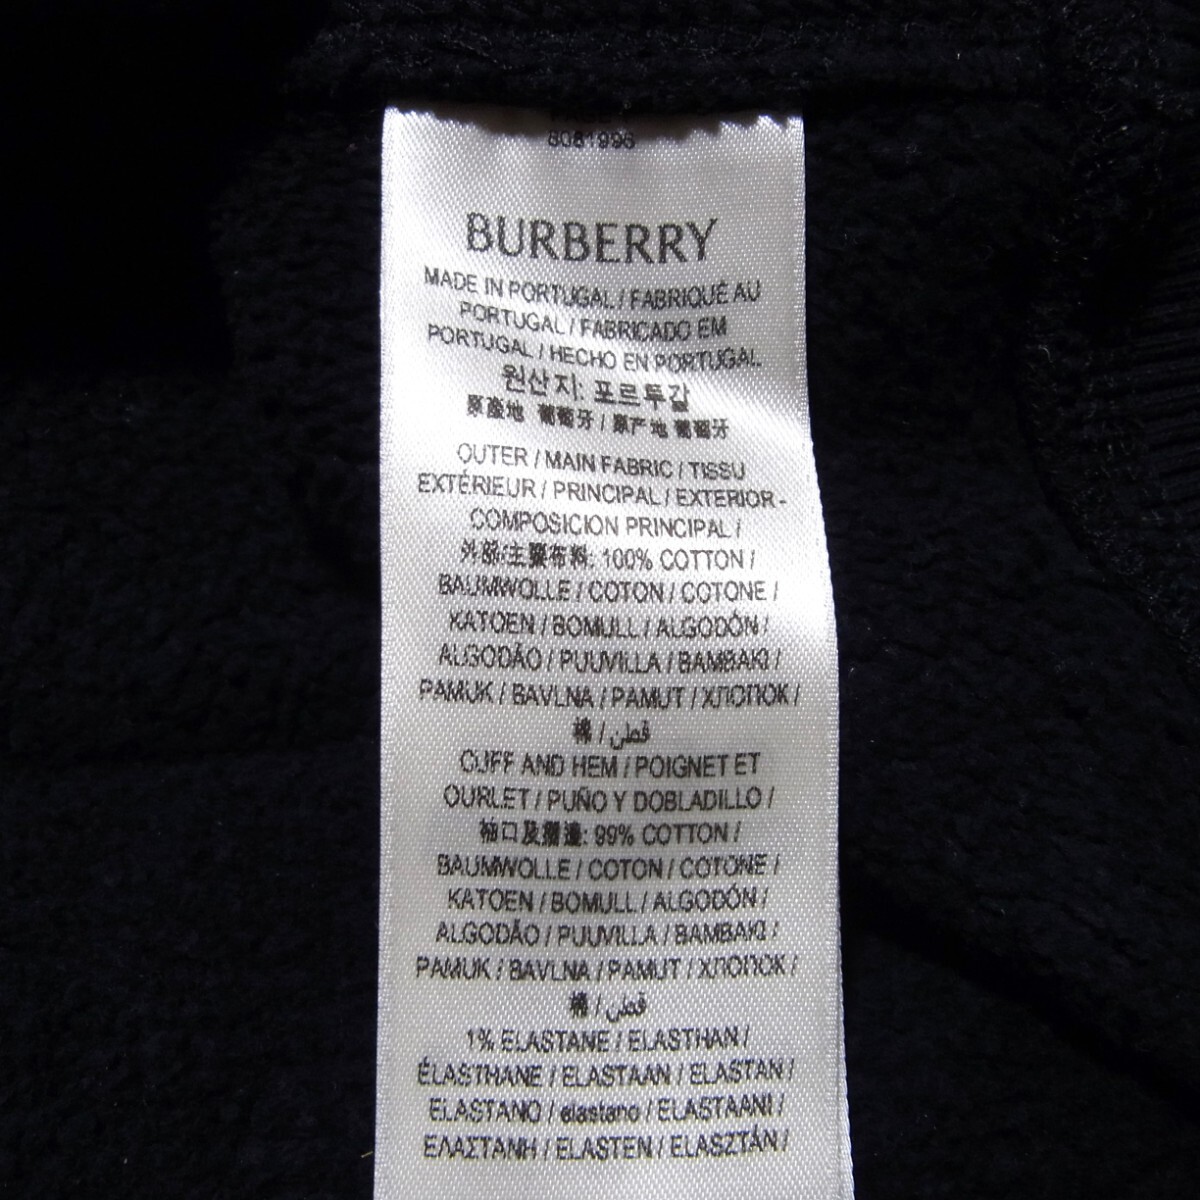 8081996
BURBERRY
MADE IN PORTUGAL / FABRIQUÉ AU
PORTUGAL / FABRICADO EM
PORTUGAL / HECHO EN PORTUGAL
원산지: 포르투갈
原產地 葡萄牙 / 原产地 葡萄牙
OUTER / MAIN FABRIC / TISSU
EXTÉRIEUR / PRINCIPAL / EXTERIOR -
COMPOSICION PRINCIPAL /
外部/主要布料: 100% COTTON /
BAUMWOLLE / COTON / COTONE /
KATOEN / BOMULL / ALGODÓN /
ALGODÃO / PUUVILLA / BAMBAKI /
PAMUK / BAVLNA / PAMUT / ХЛОПОК /
棉 / قطن
CUFF AND HEM / POIGNET ET
OURLET / PUÑO Y DOBLADILLO /
袖口及摺邊: 99% COTTON /
BAUMWOLLE / COTON / COTONE /
KATOEN / BOMULL / ALGODÓN /
ALGODÃO / PUUVILLA / BAMBAKI /
PAMUK / BAVLNA / PAMUT / ХЛОПОК /
棉 / قطن
1% ELASTANE / ELASTHAN /
ÉLASTHANE / ELASTAAN / ELASTAN /
ELASTANO / elastano / ELASTAANI /
ΕΛΑΣΤΑΝΗ / ELASTEN / ELASZTÁN /